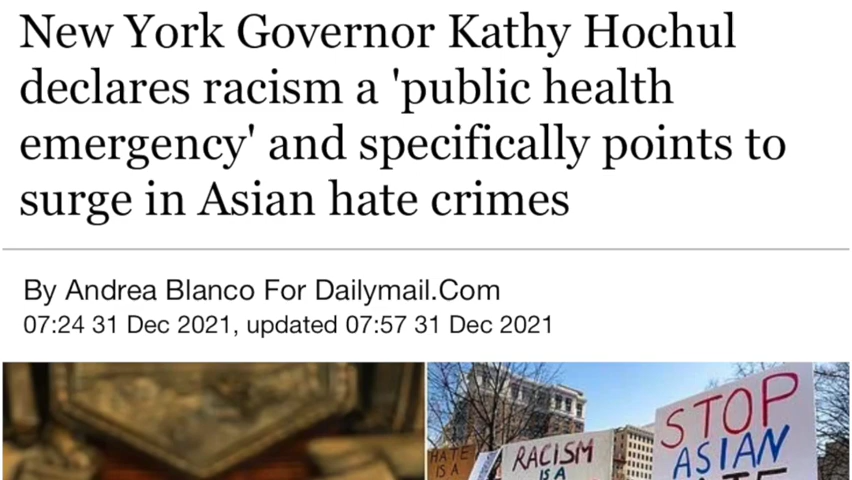 New York Governor Kathy Hochul
declares racism a 'public health
emergency' and specifically points to
surge in Asian hate crimes
By Andrea Blanco For Dailymail.Com
07:24 31 Dec 2021, updated 07:57 31 Dec 2021
HATE
IS A
RACISM
IS A
STOP
ASIAN